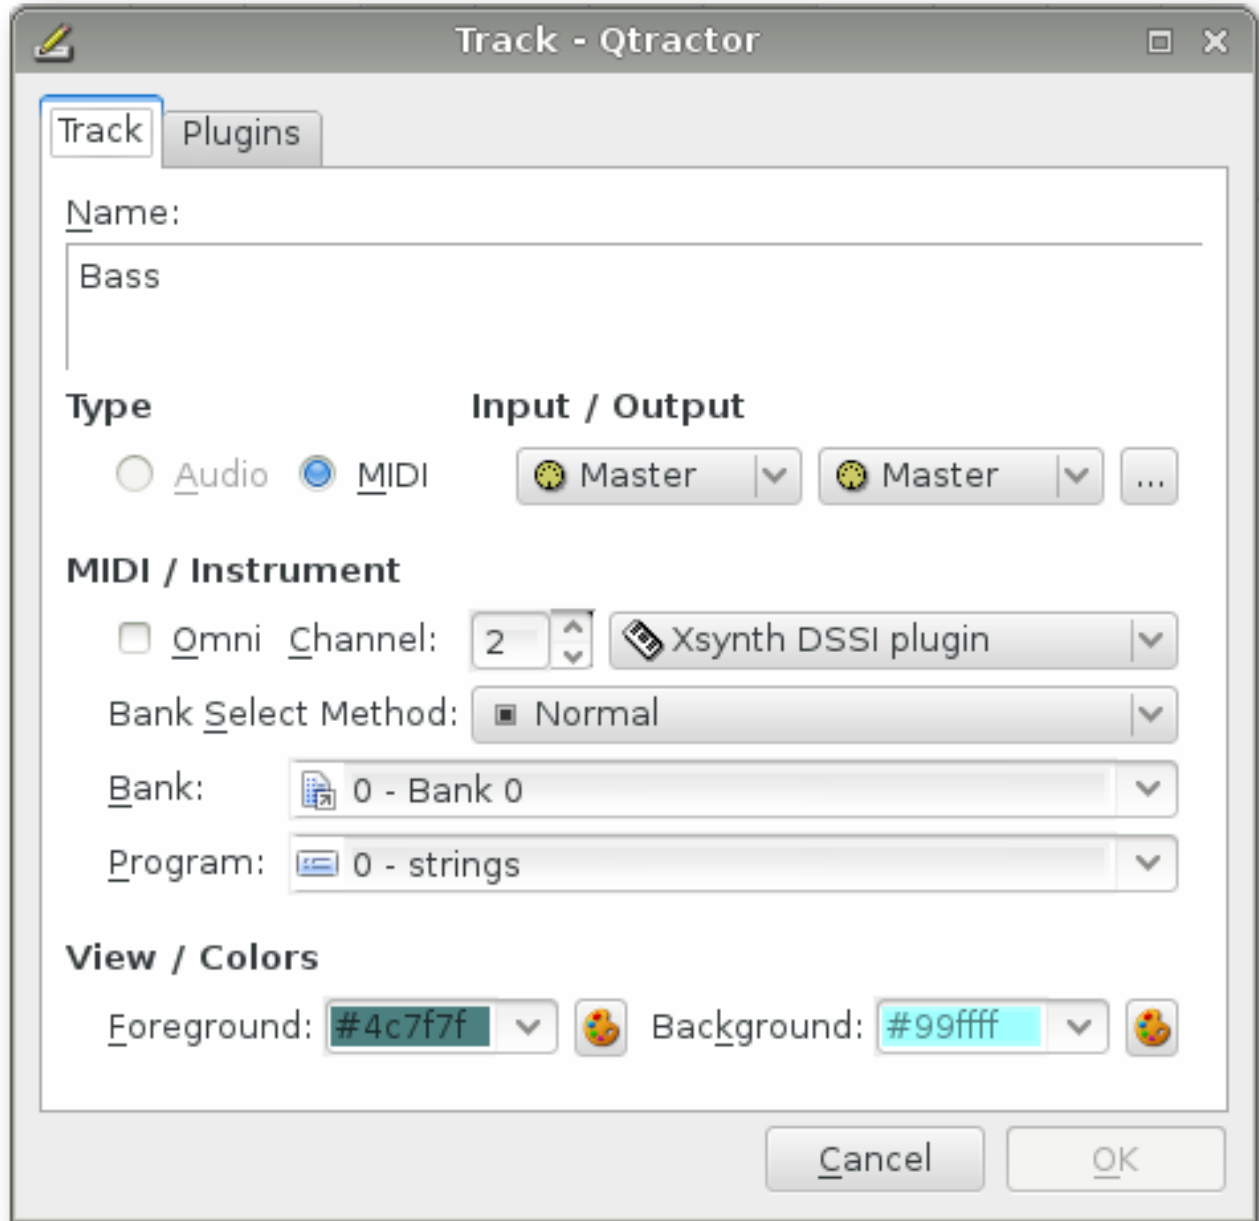 Track - Qtractor
Track Plugins
Name:
Bass
Type Input / Output
Audio MIDI Master Master ...
MIDI / Instrument
Omni Channel: 2 Xsynth DSSI plugin
Bank Select Method: Normal
Bank: 0 - Bank 0
Program: 0 - strings
View / Colors
Foreground: #4c7f7f Background: #99ffff
Cancel OK